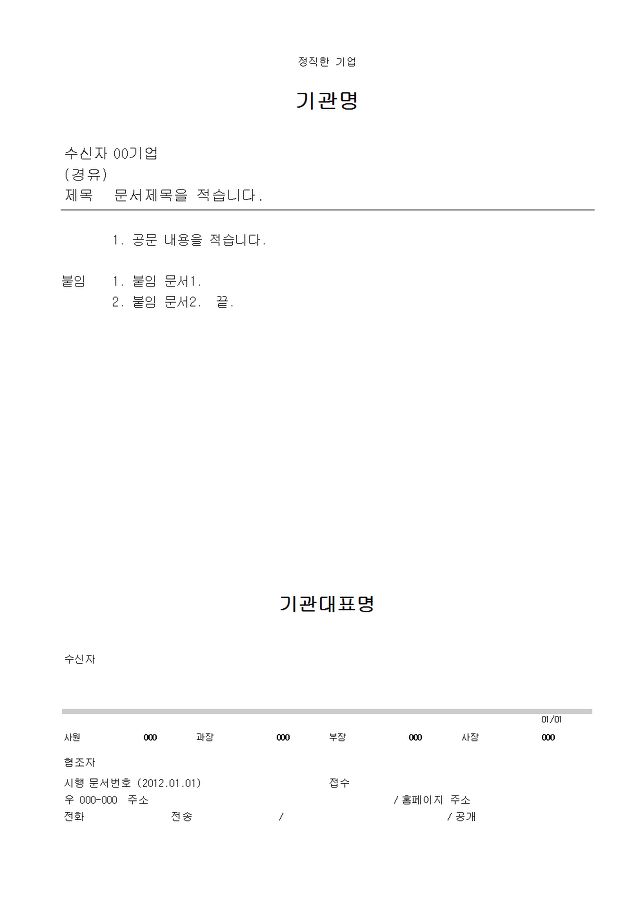 정직한 기업
기관명
수신자 00기업
(경유)
제목 문서제목을 적습니다.
1. 공문 내용을 적습니다.
붙임 1. 붙임 문서1.
2. 붙임 문서2. 끝.
기관대표명
수신자
01/01
사원 000 과장 000 부장 000 사장 000
협조자
시행 문서번호 (2012.01.01) 접수
우 000-000 주소 / 홈페이지 주소
전화 전송 / / 공개